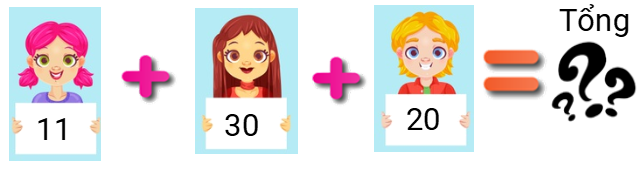 Tổng
11 + 30 + 20 = ???